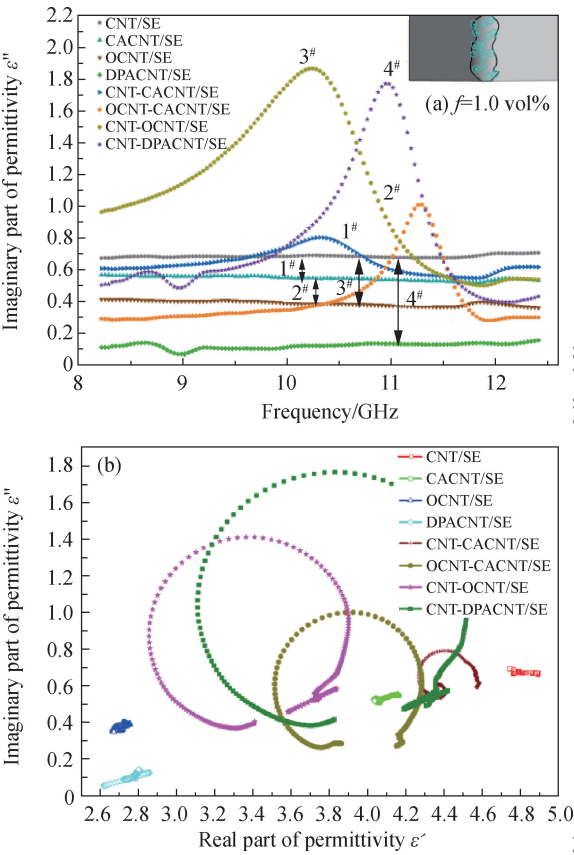 2.2
2.0
1.8
1.6
1.4
1.2
1.0
0.8
0.6
0.4
0.2
0
Imaginary part of permittivity ε"
CNT/SE
CACNT/SE
OCNT/SE
DPACNT/SE
CNT-CACNT/SE
OCNT-CACNT/SE
CNT-OCNT/SE
CNT-DPACNT/SE
(a) f=1.0 vol%
3#
4#
2#
1#
1#
2#
3#
4#
8 9 10 11 12
Frequency/GHz
(b)
1.8
1.6
1.4
1.2
1.0
0.8
0.6
0.4
0.2
0
Imaginary part of permittivity ε"
CNT/SE
CACNT/SE
OCNT/SE
DPACNT/SE
CNT-CACNT/SE
OCNT-CACNT/SE
CNT-OCNT/SE
CNT-DPACNT/SE
2.6 2.8 3.0 3.2 3.4 3.6 3.8 4.0 4.2 4.4 4.6 4.8 5.0
Real part of permittivity ε′